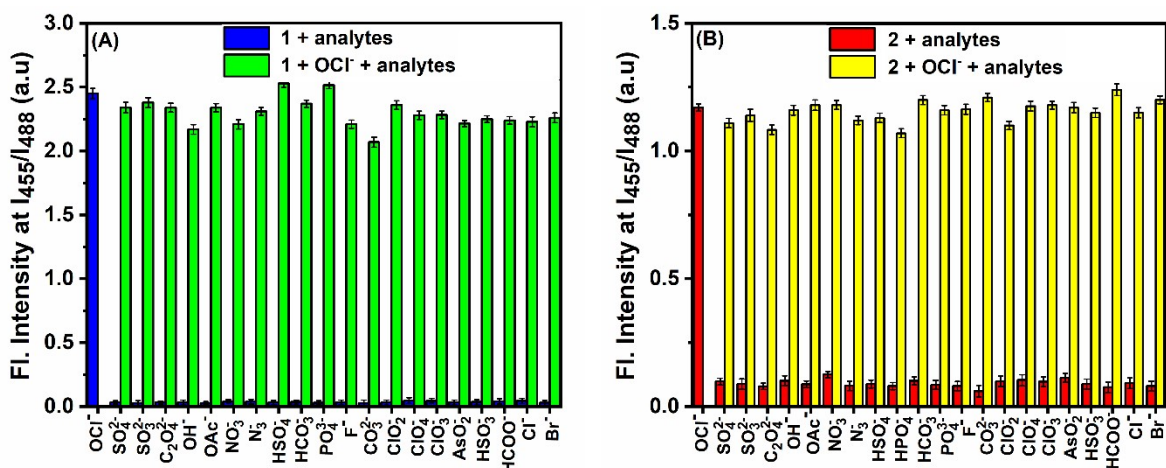 (A)
1 + analytes
1 + OCl⁻ + analytes
Fl. Intensity at I₄₅₅/I₄₈₈ (a.u)
3.0
2.5
2.0
1.5
1.0
0.5
0.0
OCl⁻
SO₄²⁻
SO₃²⁻
C₂O₄²⁻
OH⁻
OAc⁻
NO₃⁻
N₃⁻
HSO₄⁻
HCO₃⁻
PO₄³⁻
F⁻
CO₃²⁻
ClO₂⁻
ClO₄⁻
ClO₃⁻
AsO₂⁻
HSO₃⁻
HCOO⁻
Cl⁻
Br⁻
(B)
2 + analytes
2 + OCl⁻ + analytes
Fl. Intensity at I₄₅₅/I₄₈₈ (a.u)
1.5
1.0
0.5
0.0
OCl⁻
SO₄²⁻
SO₃²⁻
C₂O₄²⁻
OH⁻
OAc⁻
NO₃⁻
N₃⁻
HSO₄⁻
HPO₄⁻
HCO₃⁻
PO₄³⁻
F⁻
CO₃²⁻
ClO₂⁻
ClO₄⁻
ClO₃⁻
AsO₂⁻
HSO₃⁻
HCOO⁻
Cl⁻
Br⁻